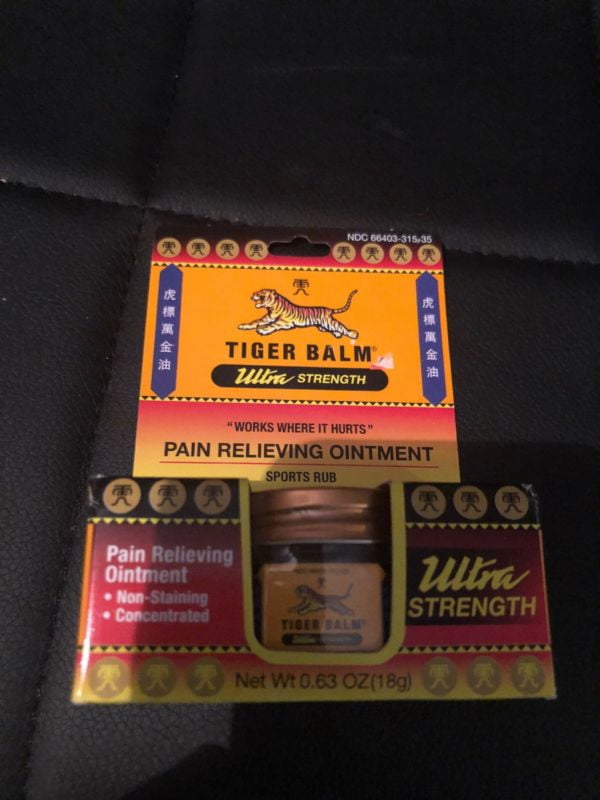 NDC 66403-315-35
虎標萬金油
虎標萬金油
TIGER BALM
Ultra STRENGTH
"WORKS WHERE IT HURTS"
PAIN RELIEVING OINTMENT
SPORTS RUB
Pain Relieving
Ointment
• Non-Staining
• Concentrated
TIGER BALM
Ultra
STRENGTH
Net Wt 0.63 OZ(18g)